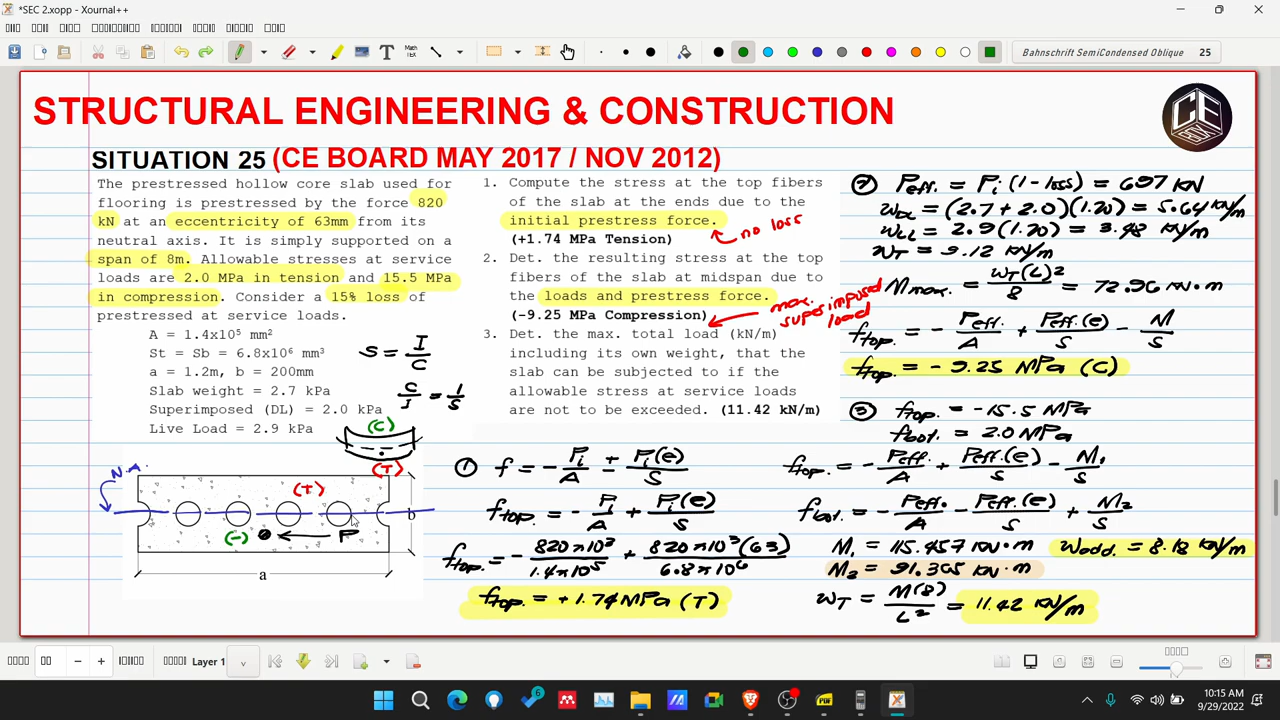 *SEC 2.xopp - Xournal++
Bahnschrift SemiCondensed Oblique 25
STRUCTURAL ENGINEERING & CONSTRUCTION
CE
SITUATION 25 (CE BOARD MAY 2017 / NOV 2012)
The prestressed hollow core slab used for
flooring is prestressed by the force 820
kN at an eccentricity of 63mm from its
neutral axis. It is simply supported on a
span of 8m. Allowable stresses at service
loads are 2.0 MPa in tension and 15.5 MPa
in compression. Consider a 15% loss of
prestressed at service loads.
A = 1.4x10⁵ mm²
St = Sb = 6.8x10⁶ mm³
a = 1.2m, b = 200mm
Slab weight = 2.7 kPa
Superimposed (DL) = 2.0 kPa
Live Load = 2.9 kPa
S = I/C
C/I = 1/S
(C)
(T)
N.A.
(T)
(-)
P
b
a
1. Compute the stress at the top fibers
of the slab at the ends due to the
initial prestress force.
(+1.74 MPa Tension)
no loss
2. Det. the resulting stress at the top
fibers of the slab at midspan due to
the loads and prestress force.
(-9.25 MPa Compression)
max.
superimposed
load
3. Det. the max. total load (kN/m)
including its own weight, that the
slab can be subjected to if the
allowable stress at service loads
are not to be exceeded. (11.42 kN/m)
① f = - Pi/A ± Pi(e)/S
ftop. = - Pi/A + Pi(e)/S
ftop. = - 820x10³/1.4x10⁵ + 820x10³(63)/6.8x10⁶
ftop. = +1.74 MPa (T)
② Peff. = Pi (1-loss) = 697 KN
WDL = (2.7 + 2.0)(1.20) = 5.64 KN/m
WLL = 2.9(1.20) = 3.48 KN/m
WT = 9.12 KN/m
Mmax. = WT(L)²/8 = 72.96 KN.m
ftop. = - Peff./A + Peff.(e)/S - M/S
ftop. = -9.25 MPa (C)
③ ftop. = -15.5 MPa
fbot. = 2.0 MPa
ftop. = - Peff./A + Peff.(e)/S - M1/S
fbot. = - Peff./A - Peff.(e)/S + M2/S
M1 = 115.457 KN.m
Wadd. = 8.18 KN/m
M2 = 91.365 KN.m
WT = M(8)/L² = 11.42 KN/m
Layer 1
6
10:15 AM
9/29/2022